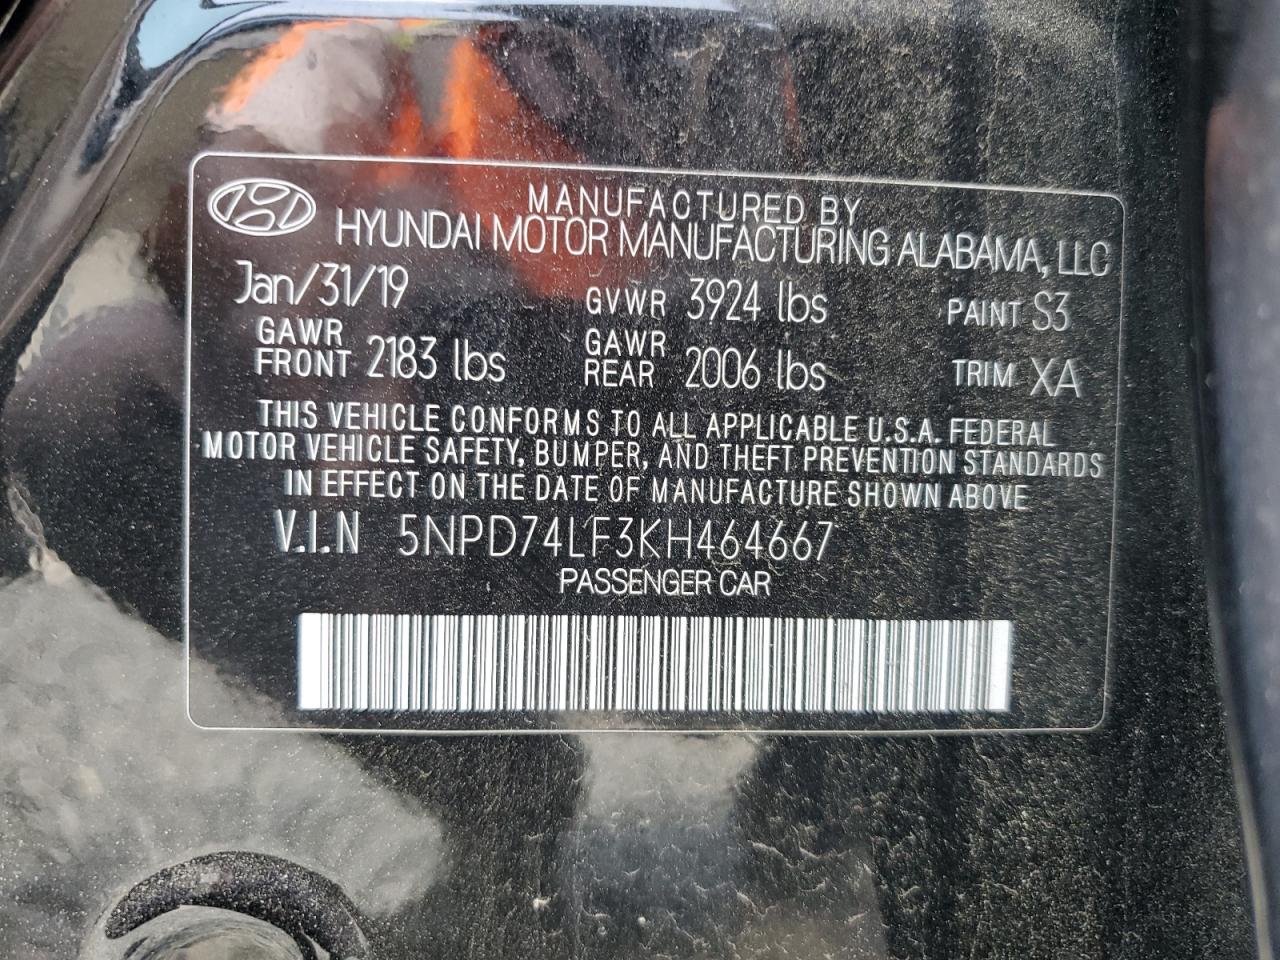 MANUFACTURED BY
HYUNDAI MOTOR MANUFACTURING ALABAMA, LLC
Jan/31/19 GVWR 3924 lbs PAINT S3
GAWR FRONT 2183 lbs GAWR REAR 2006 lbs TRIM XA
THIS VEHICLE CONFORMS TO ALL APPLICABLE U.S.A. FEDERAL
MOTOR VEHICLE SAFETY, BUMPER, AND THEFT PREVENTION STANDARDS
IN EFFECT ON THE DATE OF MANUFACTURE SHOWN ABOVE
V.I.N 5NPD74LF3KH464667
PASSENGER CAR